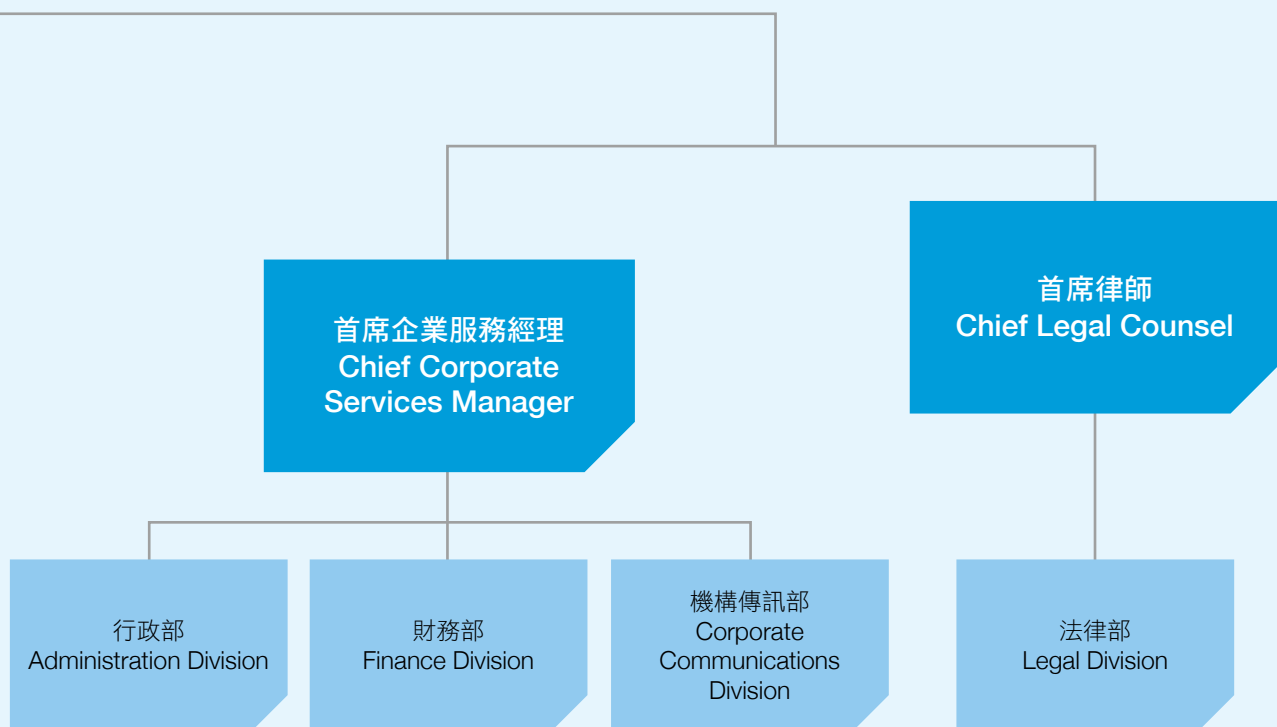 首席企業服務經理
Chief Corporate
Services Manager
首席律師
Chief Legal Counsel
行政部
Administration Division
財務部
Finance Division
機構傳訊部
Corporate
Communications
Division
法律部
Legal Division